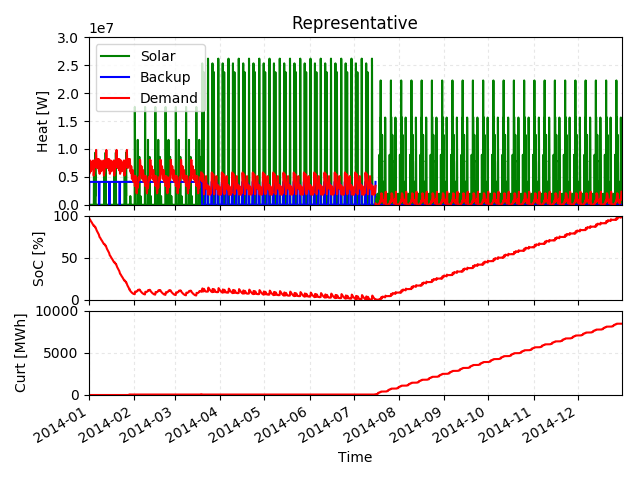 Representative
1e7
3.0
2.5
2.0
1.5
1.0
0.5
0.0
Heat [W]
Solar
Backup
Demand
100
50
0
SoC [%]
10000
5000
0
Curt [MWh]
2014-01
2014-02
2014-03
2014-04
2014-05
2014-06
2014-07
2014-08
2014-09
2014-10
2014-11
2014-12
Time